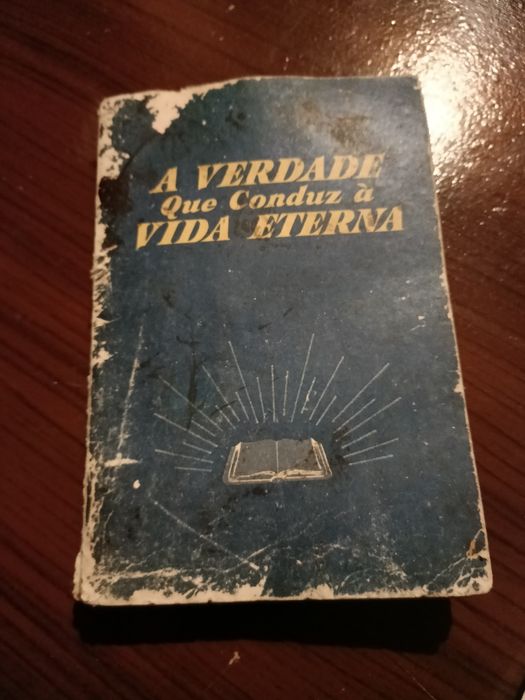 A VERDADE
Que Conduz à
VIDA ETERNA